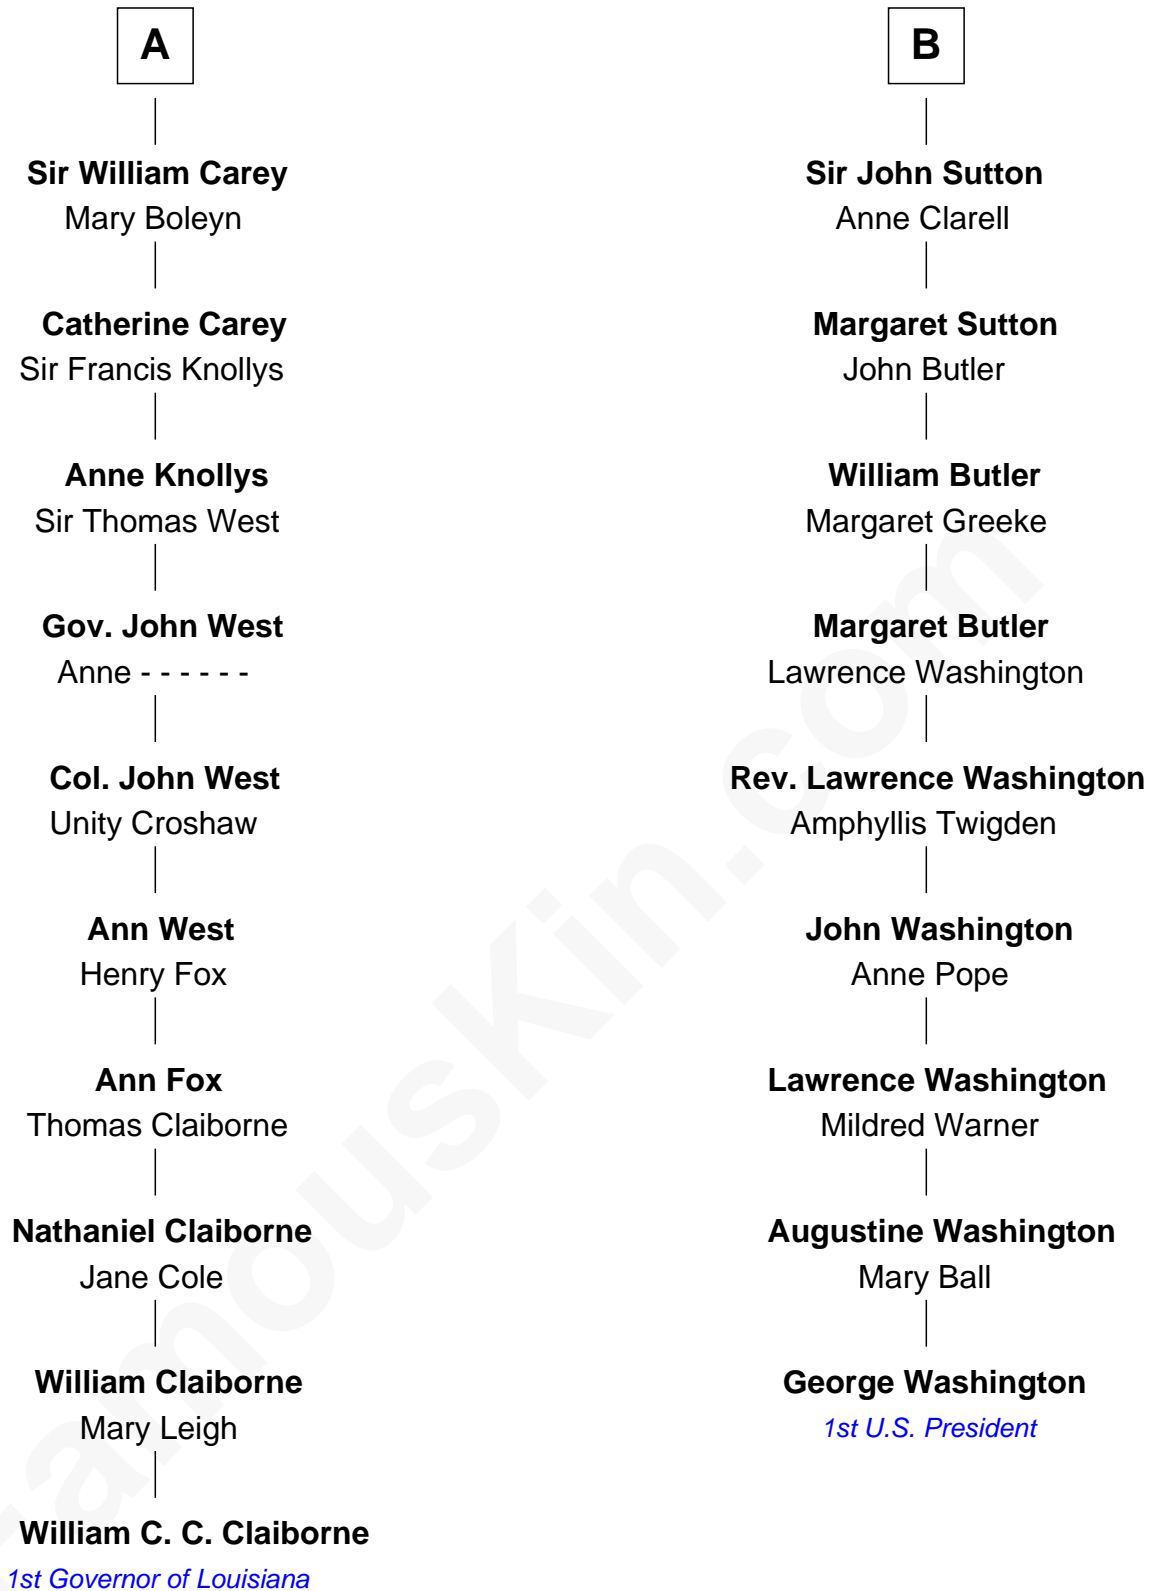 A
Sir William Carey
Mary Boleyn
Catherine Carey
Sir Francis Knollys
Anne Knollys
Sir Thomas West
Gov. John West
Anne - - - - - -
Col. John West
Unity Croshaw
Ann West
Henry Fox
Ann Fox
Thomas Claiborne
Nathaniel Claiborne
Jane Cole
William Claiborne
Mary Leigh
William C. C. Claiborne
1st Governor of Louisiana
B
Sir John Sutton
Anne Clarell
Margaret Sutton
John Butler
William Butler
Margaret Greeke
Margaret Butler
Lawrence Washington
Rev. Lawrence Washington
Amphyllis Twigden
John Washington
Anne Pope
Lawrence Washington
Mildred Warner
Augustine Washington
Mary Ball
George Washington
1st U.S. President
FamousKin.com